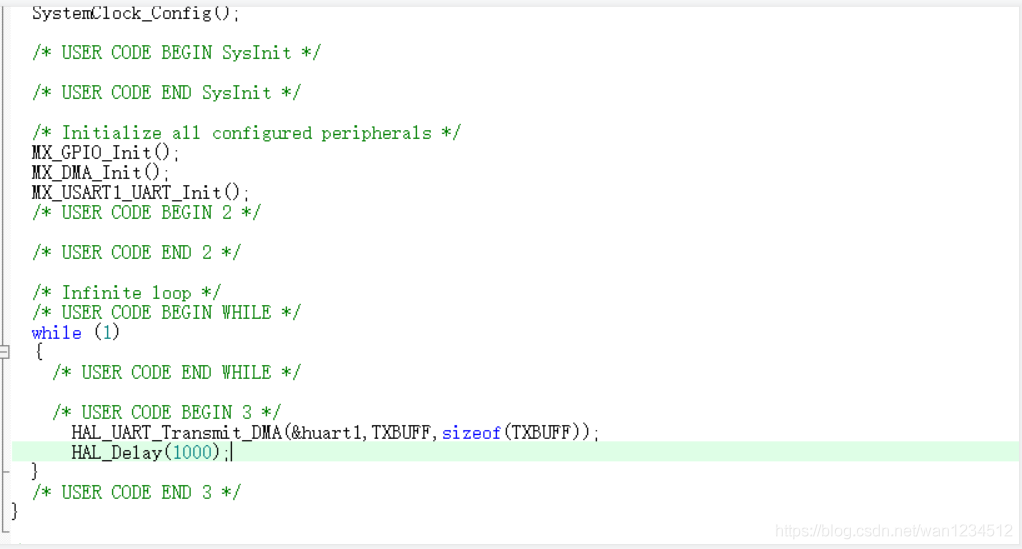 SystemClock_Config();
/* USER CODE BEGIN SysInit */
/* USER CODE END SysInit */
/* Initialize all configured peripherals */
MX_GPIO_Init();
MX_DMA_Init();
MX_USART1_UART_Init();
/* USER CODE BEGIN 2 */
/* USER CODE END 2 */
/* Infinite loop */
/* USER CODE BEGIN WHILE */
while (1)
{
/* USER CODE END WHILE */
/* USER CODE BEGIN 3 */
HAL_UART_Transmit_DMA(&huart1,TXBUFF,sizeof(TXBUFF));
HAL_Delay(1000);
}
/* USER CODE END 3 */
}
https://blog.csdn.net/wan1234512